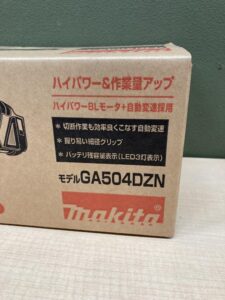 ハイパワー&作業量アップ
ハイパワーBLモータ+自動変速採用
* 切断作業も効率良くこなす自動変速
* 握り易い細径グリップ
* バッテリ残容量表示(LED3灯表示)
モデルGA504DZN
makita